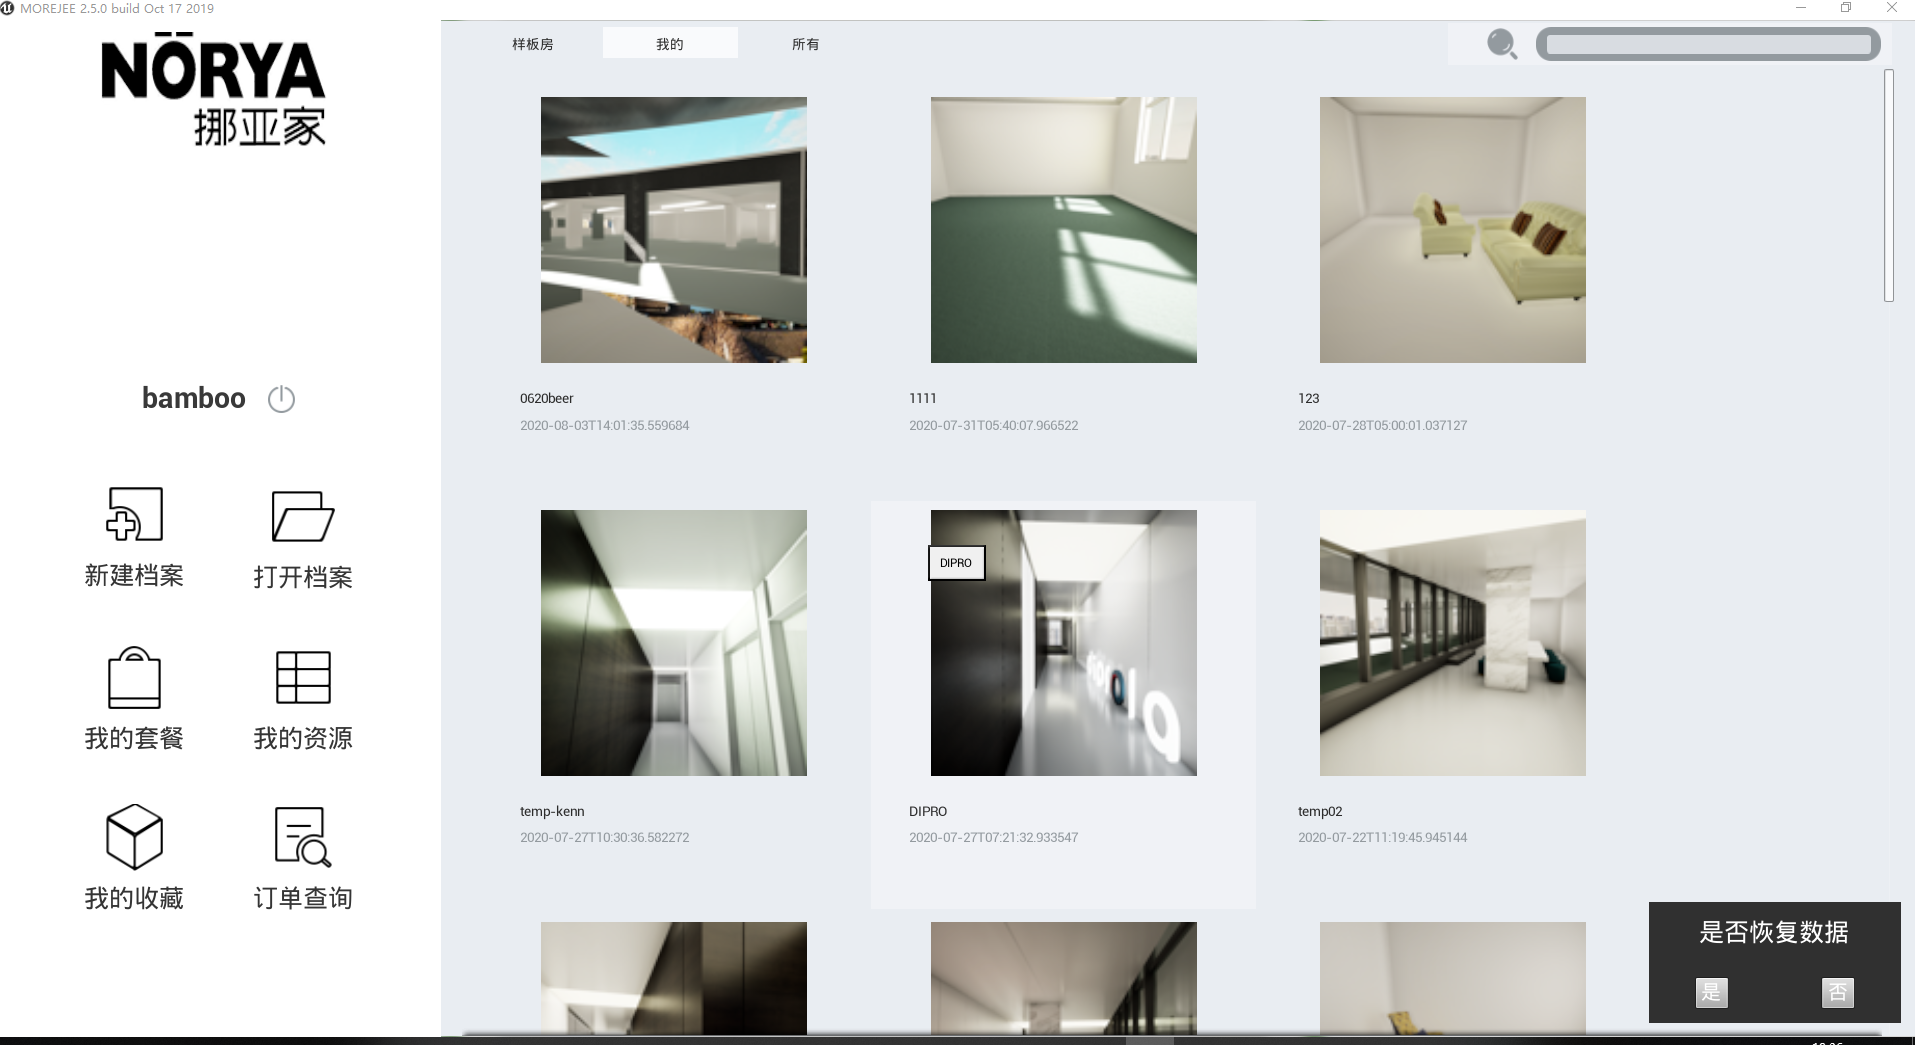 MOREJEE 2.5.0 build Oct 17 2019
NÖRYA
挪亚家
bamboo
新建档案
打开档案
我的套餐
我的资源
我的收藏
订单查询
样板房
我的
所有
0620beer
2020-08-03T14:01:35.559684
1111
2020-07-31T05:40:07.966522
123
2020-07-28T05:00:01.037127
temp-kenn
2020-07-27T10:30:36.582272
DIPRO
DIPRO
2020-07-27T07:21:32.933547
temp02
2020-07-22T11:19:45.945144
是否恢复数据
是
否